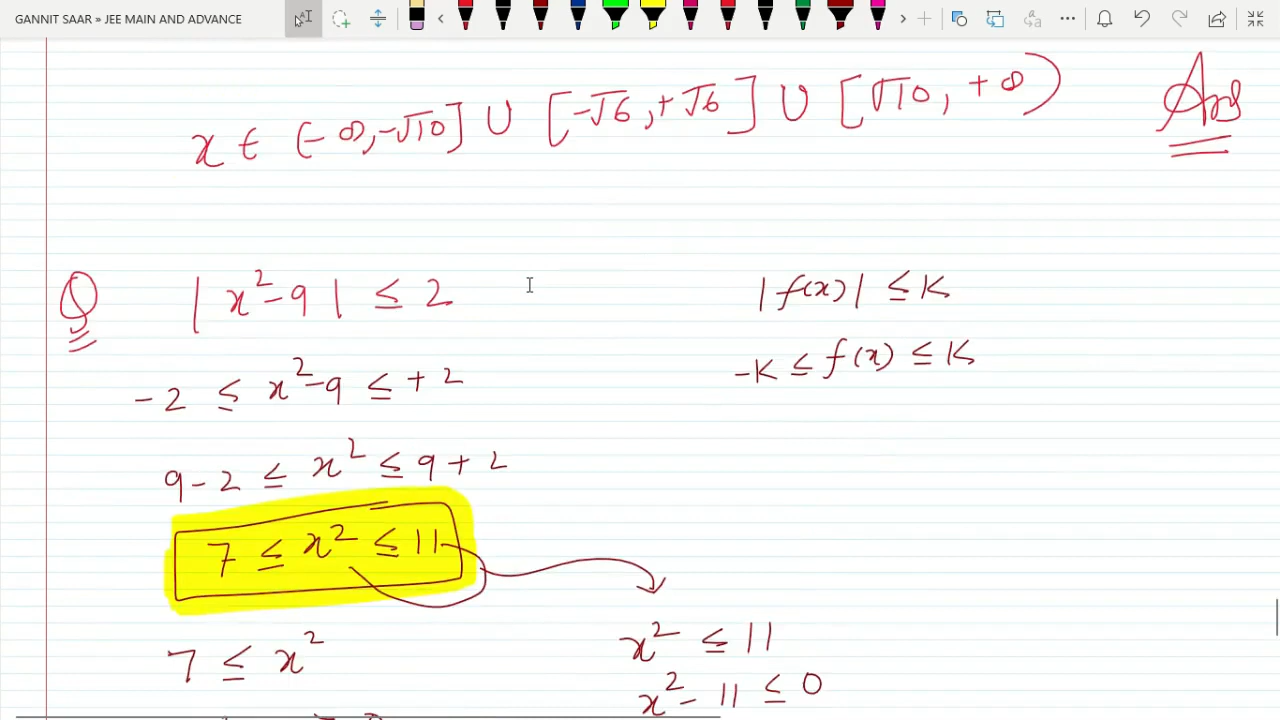 GANNIT SAAR » JEE MAIN AND ADVANCE
x ∈ (-∞, -√10] ∪ [-√6, +√6] ∪ [√10, +∞) Ans
Q |x²-9| ≤ 2
|f(x)| ≤ K
-2 ≤ x²-9 ≤ +2
-K ≤ f(x) ≤ K
9-2 ≤ x² ≤ 9+2
7 ≤ x² ≤ 11
7 ≤ x²
x² ≤ 11
x² - 11 ≤ 0